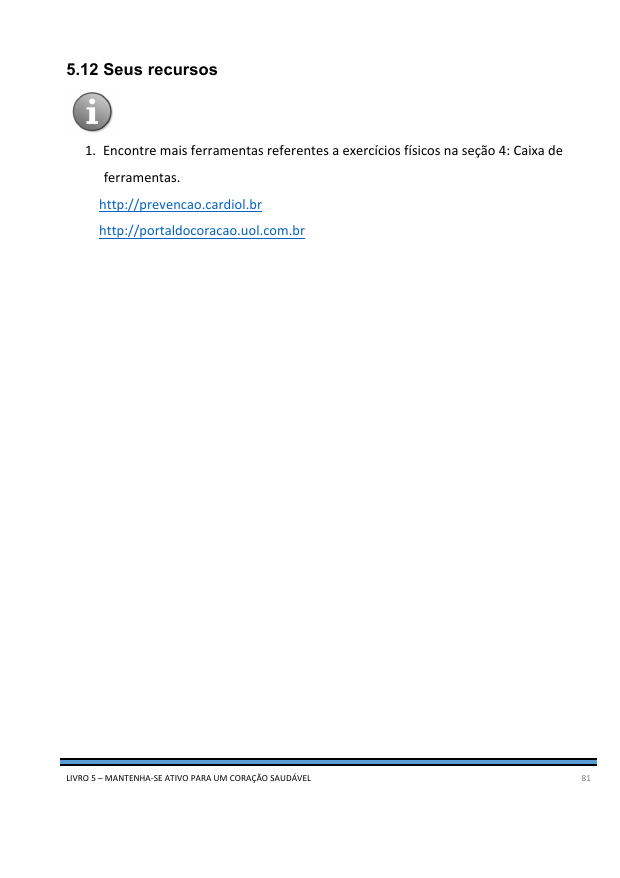 5.12 Seus recursos
1. Encontre mais ferramentas referentes a exercícios físicos na seção 4: Caixa de
ferramentas.
http://prevencao.cardiol.br
http://portaldocoracao.uol.com.br
LIVRO 5 – MANTENHA-SE ATIVO PARA UM CORAÇÃO SAUDÁVEL 81